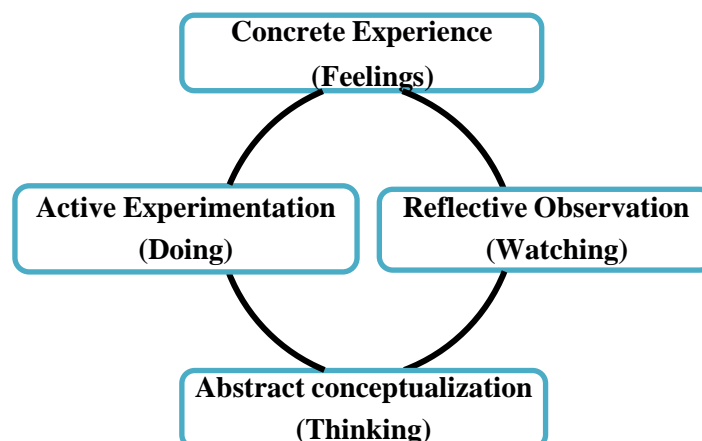 Concrete Experience
(Feelings)
Active Experimentation
(Doing)
Reflective Observation
(Watching)
Abstract conceptualization
(Thinking)